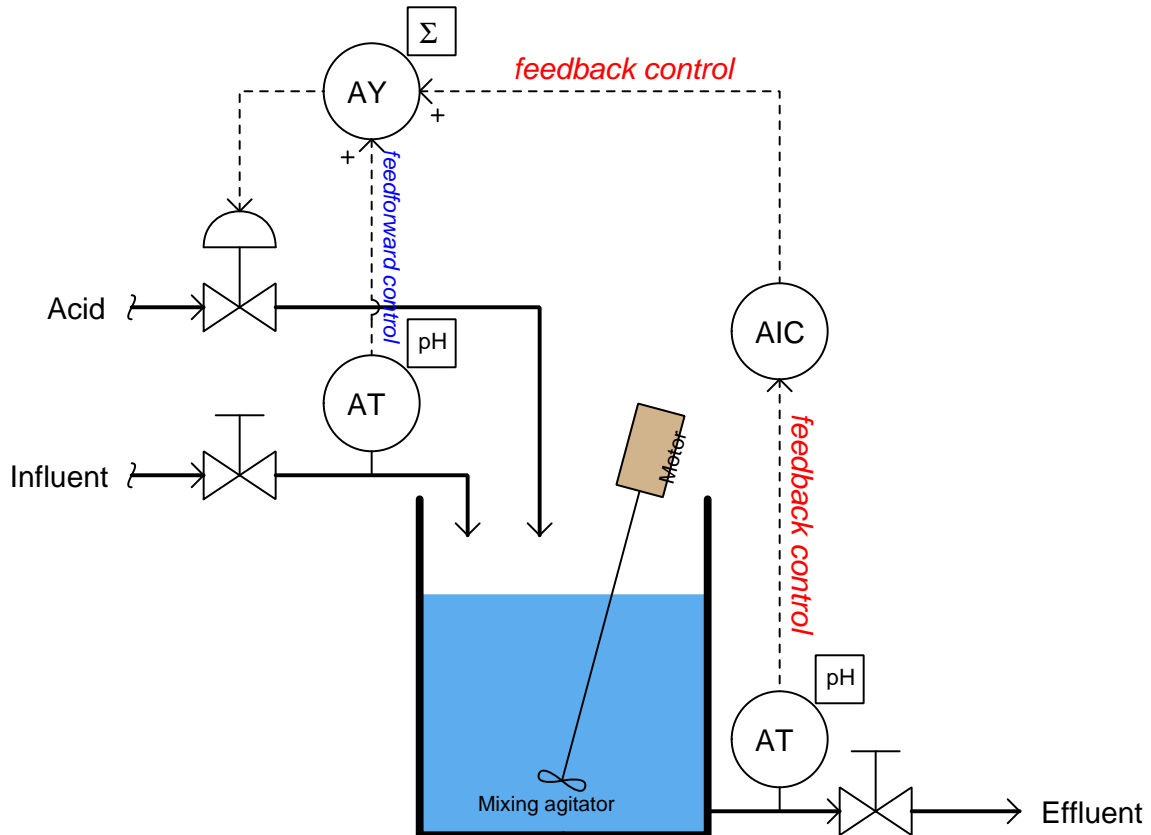 Σ
AY
feedback control
+
+
feedforward control
Acid
pH
AIC
AT
Motor
feedback control
Influent
pH
AT
Mixing agitator
Effluent